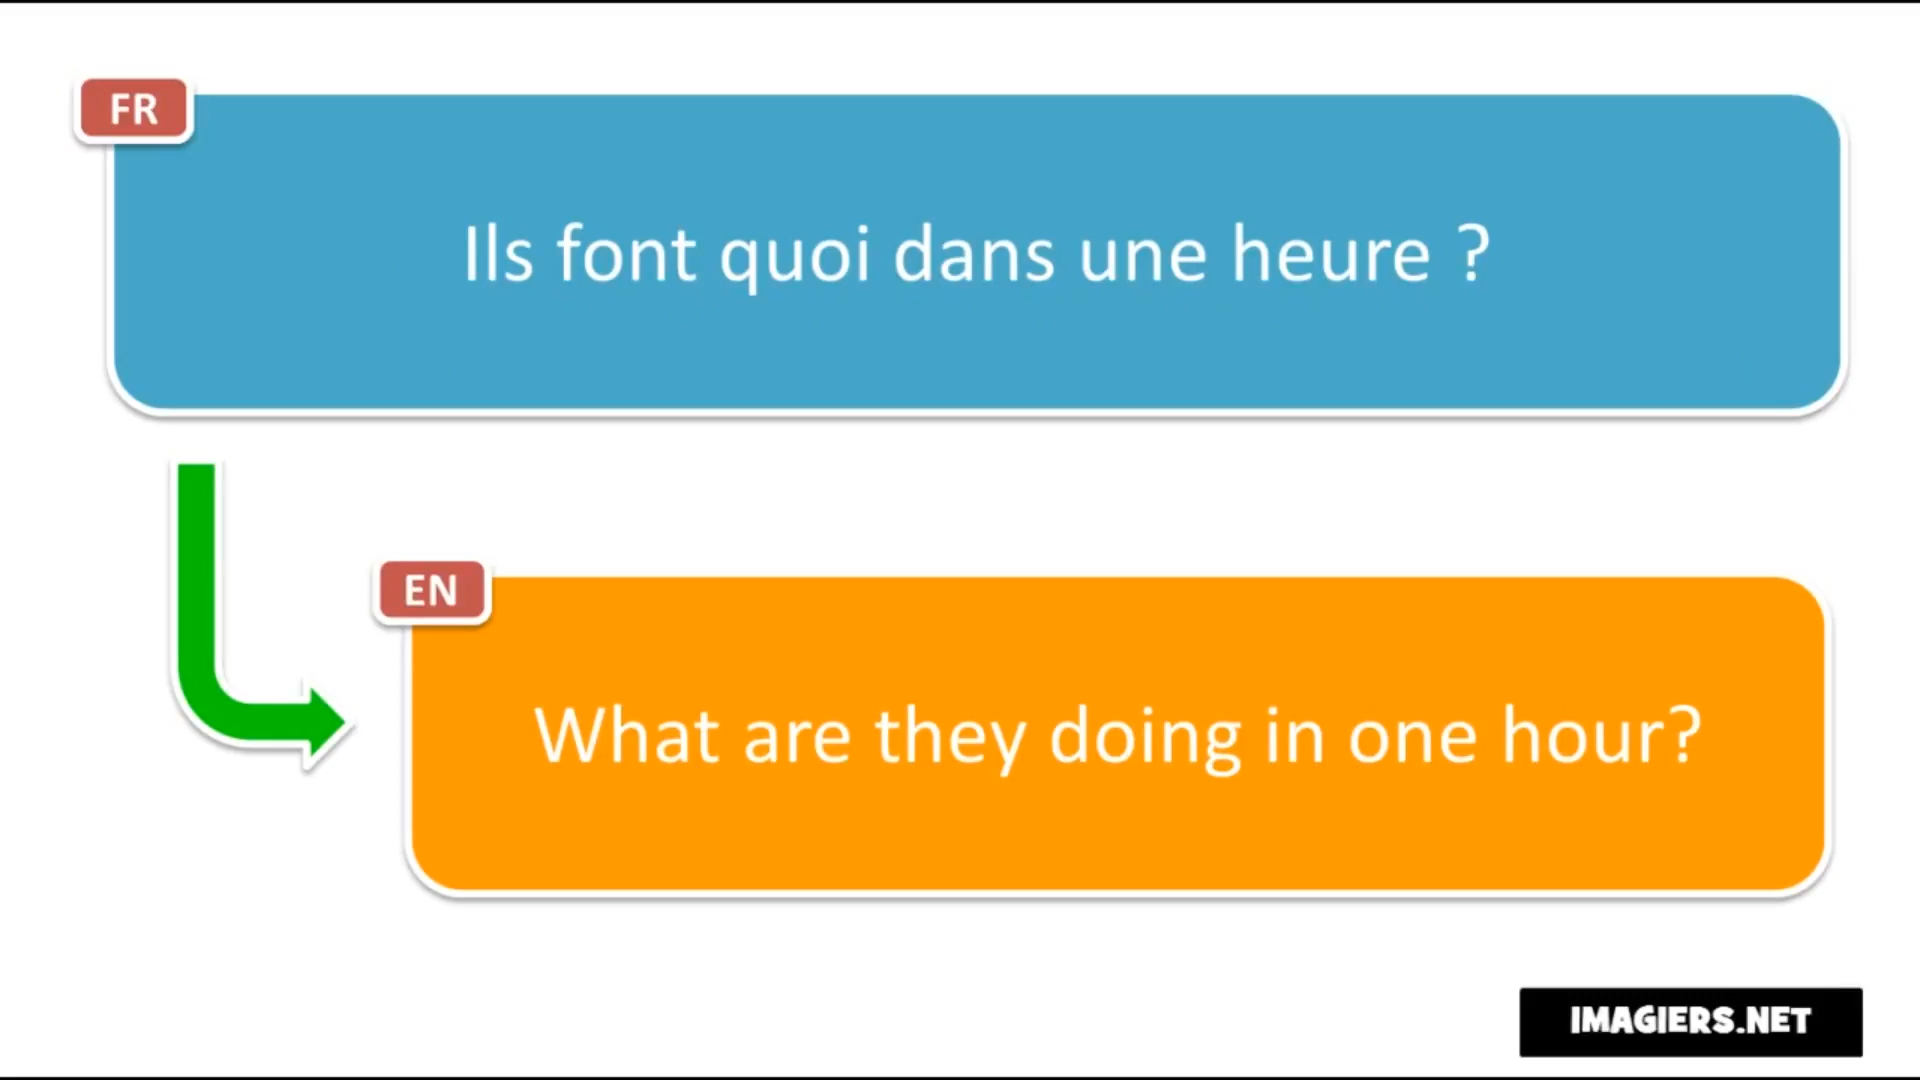 FR
Ils font quoi dans une heure ?
EN
What are they doing in one hour?
IMAGIERS.NET